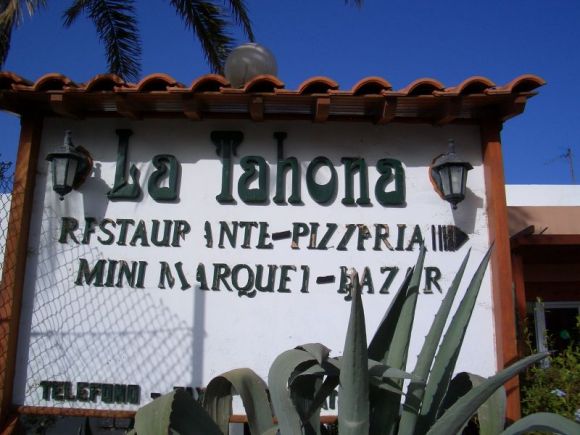 La Tahona
RESTAURANTE-PIZZERIA
MINI MARQUET-BAZAR
TELEFONO -